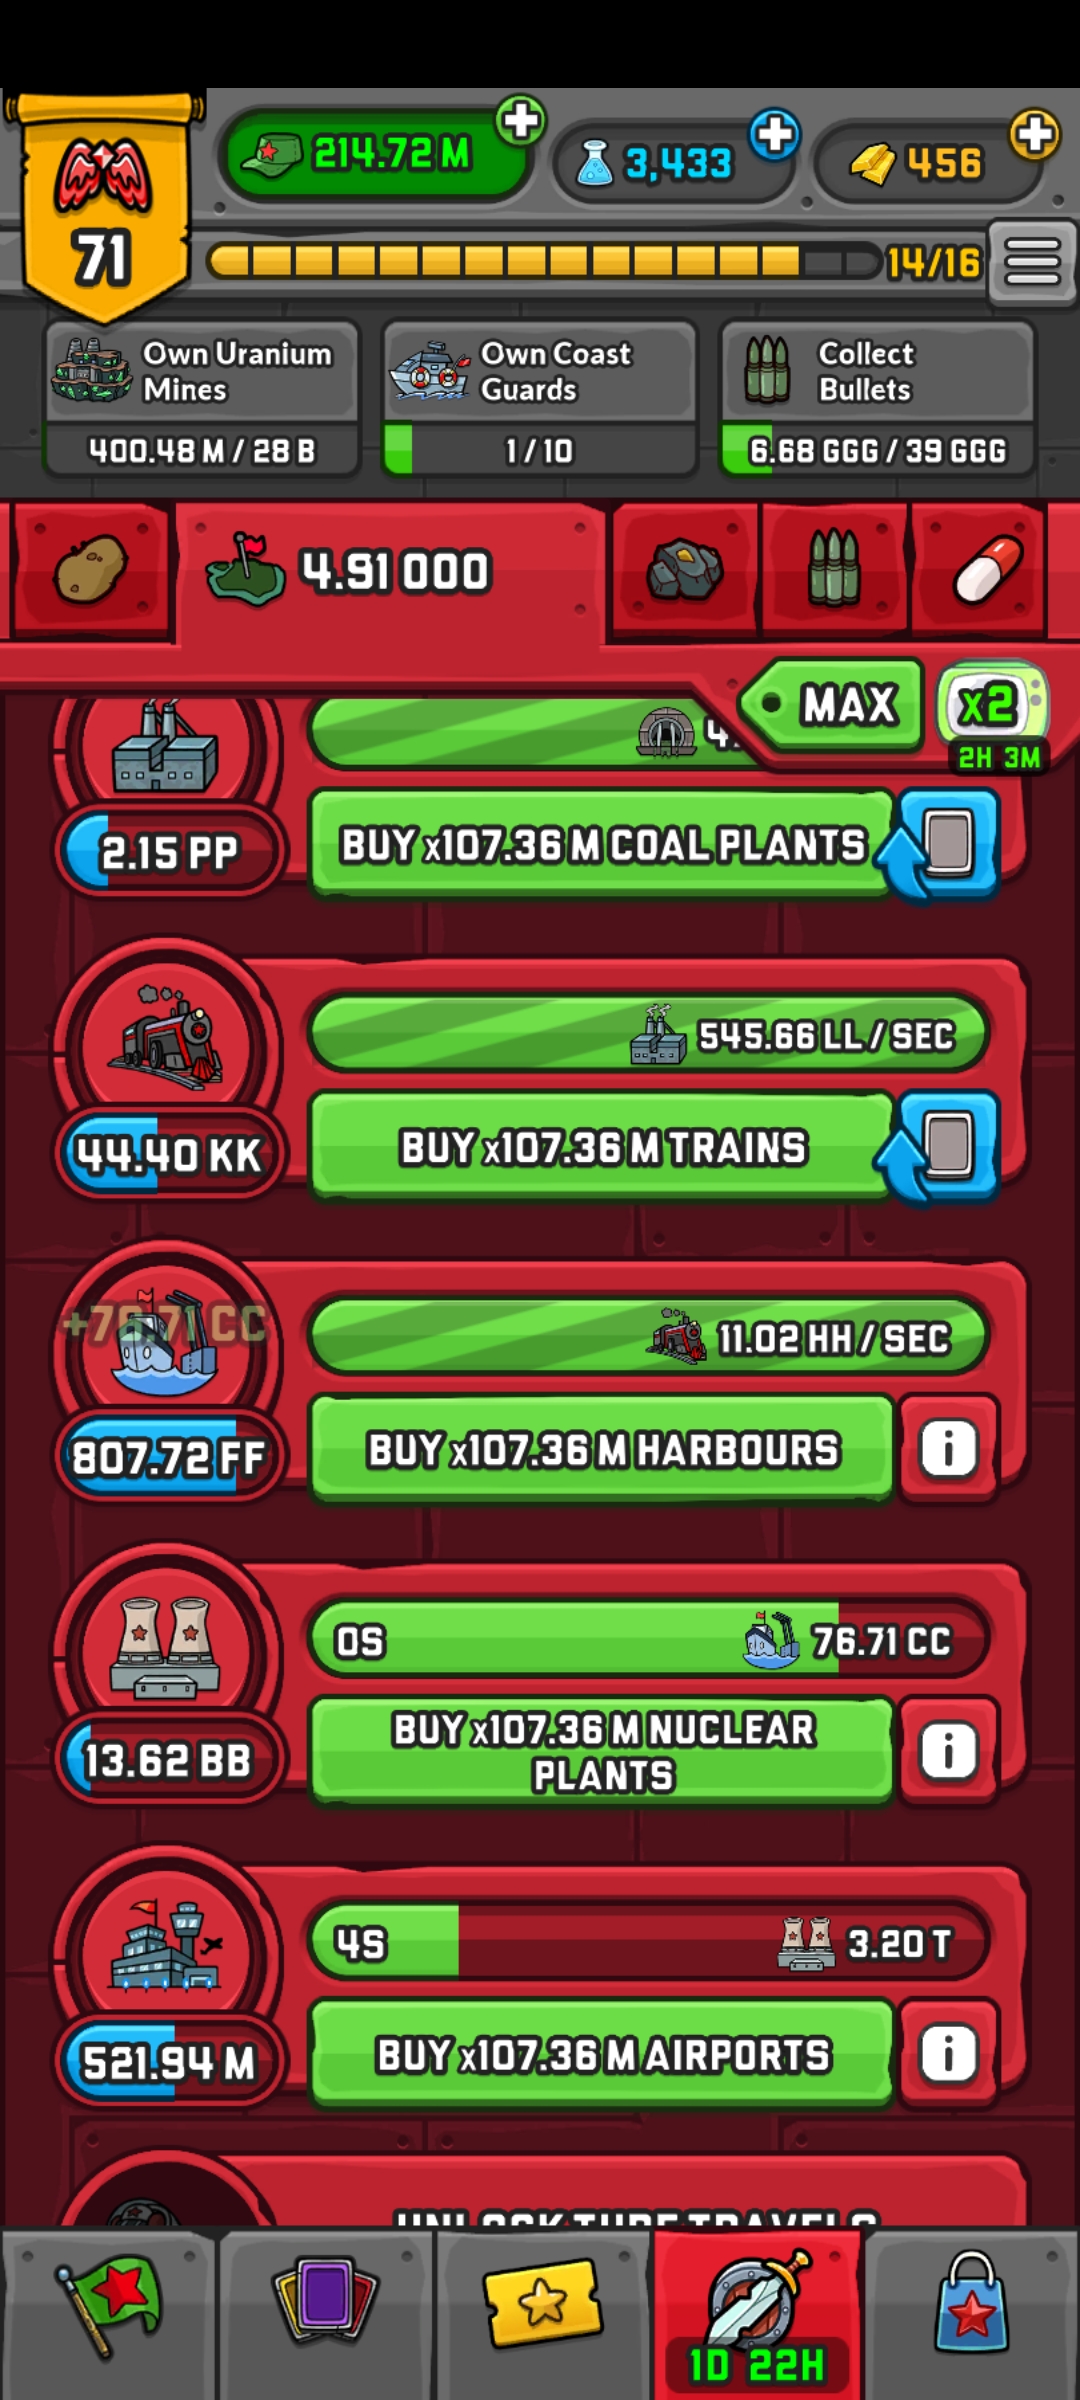 214.72 M
3,433
456
71
14/16
Own Uranium
Mines
400.48 M / 28 B
Own Coast
Guards
1 / 10
Collect
Bullets
6.68 GGG / 39 GGG
4.91 000
MAX
x2
2H 3M
2.15 PP
BUY x107.36 M COAL PLANTS
545.66 LL / SEC
44.40 KK
BUY x107.36 M TRAINS
+76.71 CC
11.02 HH / SEC
807.72 FF
BUY x107.36 M HARBOURS
i
0S
76.71 CC
13.62 BB
BUY x107.36 M NUCLEAR
PLANTS
i
4S
3.20 T
521.94 M
BUY x107.36 M AIRPORTS
i
1D 22H